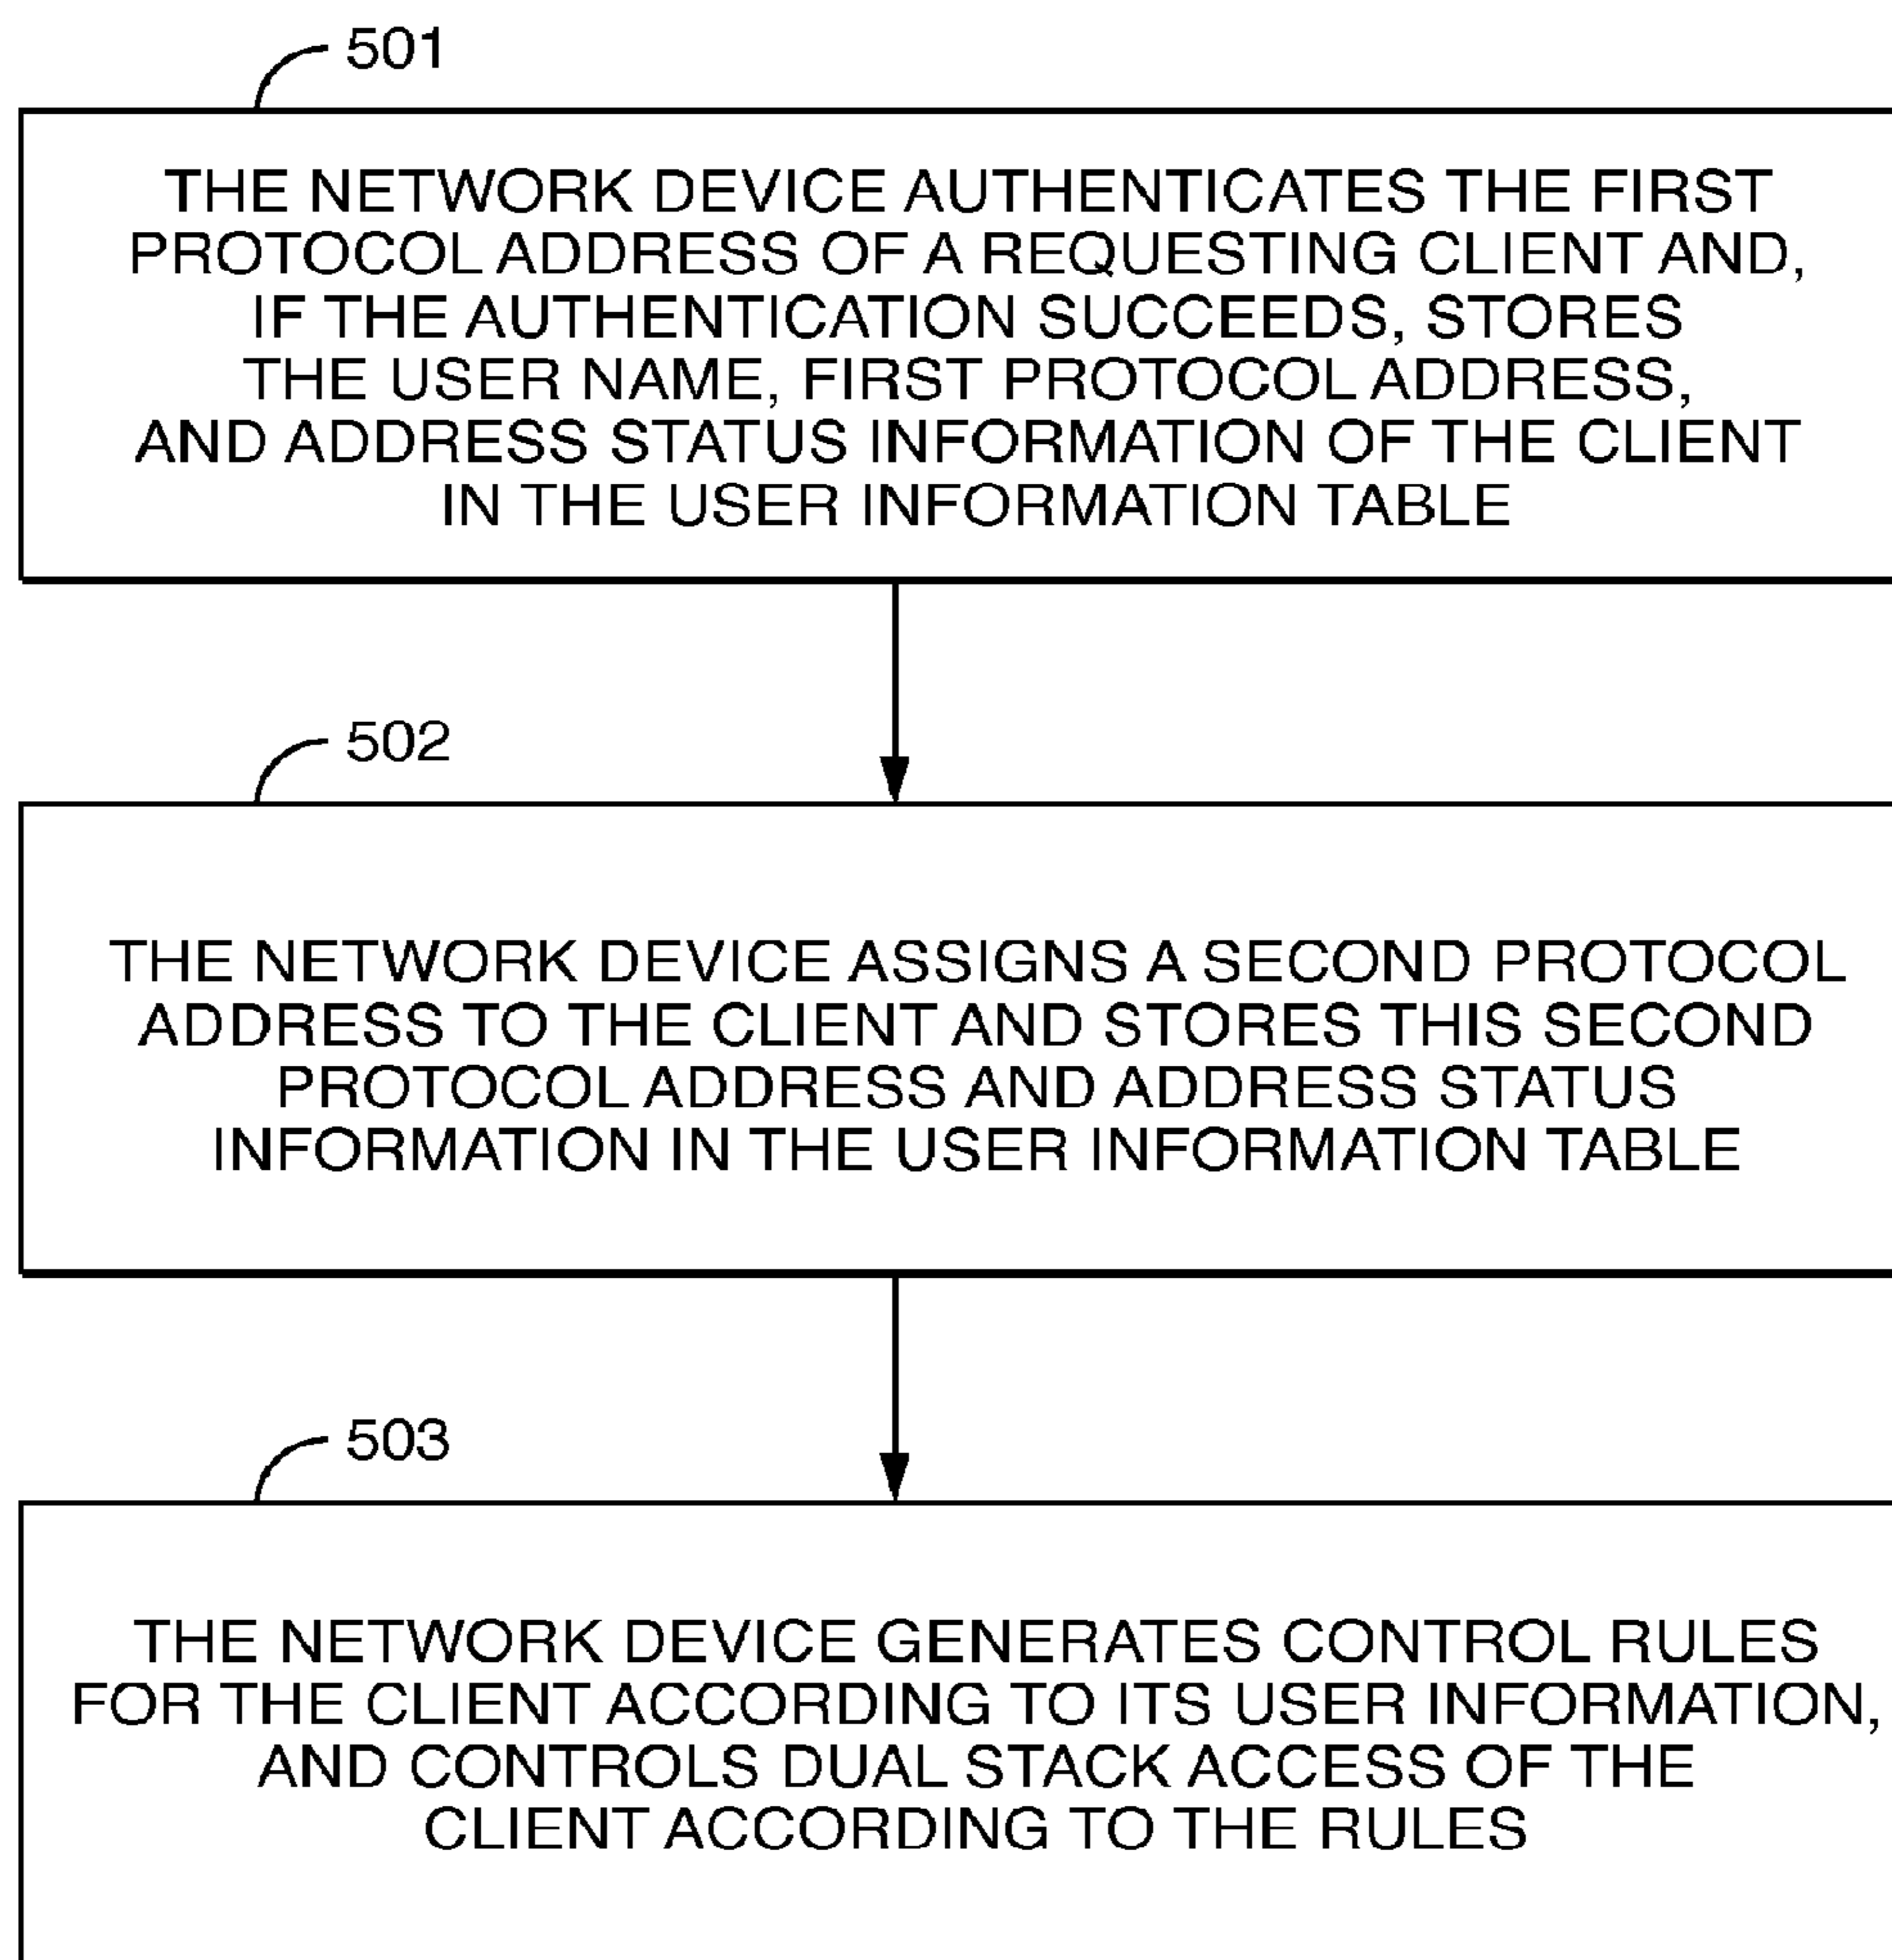 501
THE NETWORK DEVICE AUTHENTICATES THE FIRST
PROTOCOL ADDRESS OF A REQUESTING CLIENT AND,
IF THE AUTHENTICATION SUCCEEDS, STORES
THE USER NAME, FIRST PROTOCOL ADDRESS,
AND ADDRESS STATUS INFORMATION OF THE CLIENT
IN THE USER INFORMATION TABLE
502
THE NETWORK DEVICE ASSIGNS A SECOND PROTOCOL
ADDRESS TO THE CLIENT AND STORES THIS SECOND
PROTOCOL ADDRESS AND ADDRESS STATUS
INFORMATION IN THE USER INFORMATION TABLE
503
THE NETWORK DEVICE GENERATES CONTROL RULES
FOR THE CLIENT ACCORDING TO ITS USER INFORMATION,
AND CONTROLS DUAL STACK ACCESS OF THE
CLIENT ACCORDING TO THE RULES